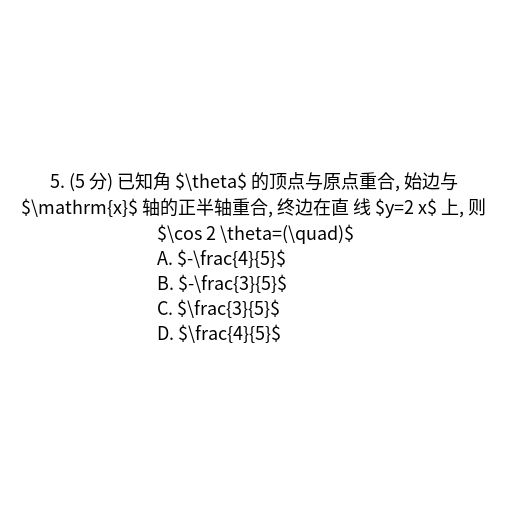 5. (5 分) 已知角 $\theta$ 的顶点与原点重合, 始边与
$\mathrm{x}$ 轴的正半轴重合, 终边在直 线 $y=2 x$ 上, 则
$\cos 2 \theta=(\quad)$
A. $-\frac{4}{5}$
B. $-\frac{3}{5}$
C. $\frac{3}{5}$
D. $\frac{4}{5}$